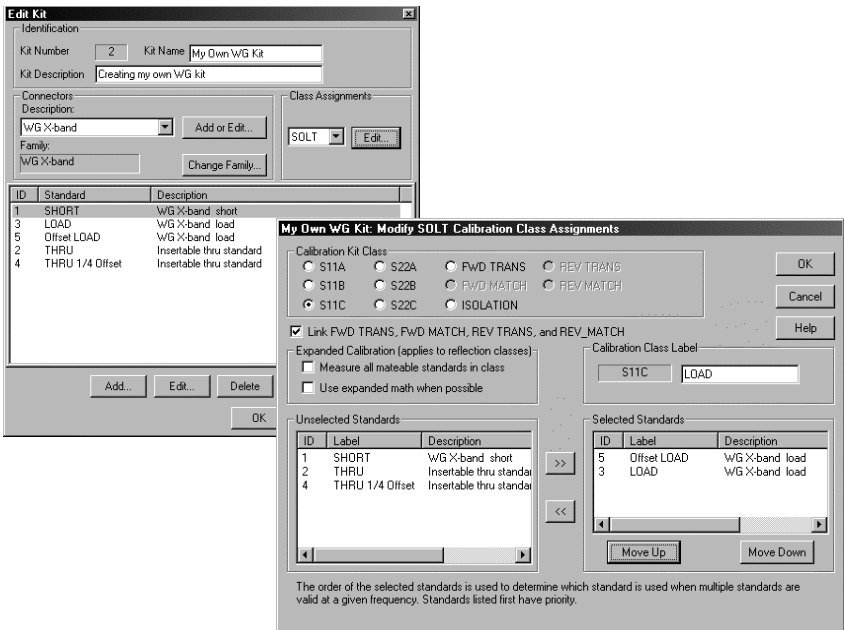 Edit Kit
Identification
Kit Number 2 Kit Name My Own WG Kit
Kit Description Creating my own WG kit
Connectors
Description:
WG X-band Add or Edit...
Family:
WG X-band Change Family...
Class Assignments
SOLT Edit...
ID Standard Description
1 SHORT WG X-band short
3 LOAD WG X-band load
5 Offset LOAD WG X-band load
2 THRU Insertable thru standard
4 THRU 1/4 Offset Insertable thru standard
Add... Edit... Delete
OK
My Own WG Kit: Modify SOLT Calibration Class Assignments
Calibration Kit Class
S11A S22A FWD TRANS REV TRANS
S11B S22B FWD MATCH REV MATCH
S11C S22C ISOLATION
OK
Cancel
Help
Link FWD TRANS, FWD MATCH, REV TRANS, and REV_MATCH
Expanded Calibration (applies to reflection classes)
Measure all mateable standards in class
Use expanded math when possible
Calibration Class Label
S11C LOAD
Unselected Standards
ID Label Description
1 SHORT WG X-band short
2 THRU Insertable thru standar
4 THRU 1/4 Offset Insertable thru standar
>>
<<
Selected Standards
ID Label Description
5 Offset LOAD WG X-band load
3 LOAD WG X-band load
Move Up Move Down
The order of the selected standards is used to determine which standard is used when multiple standards are
valid at a given frequency. Standards listed first have priority.